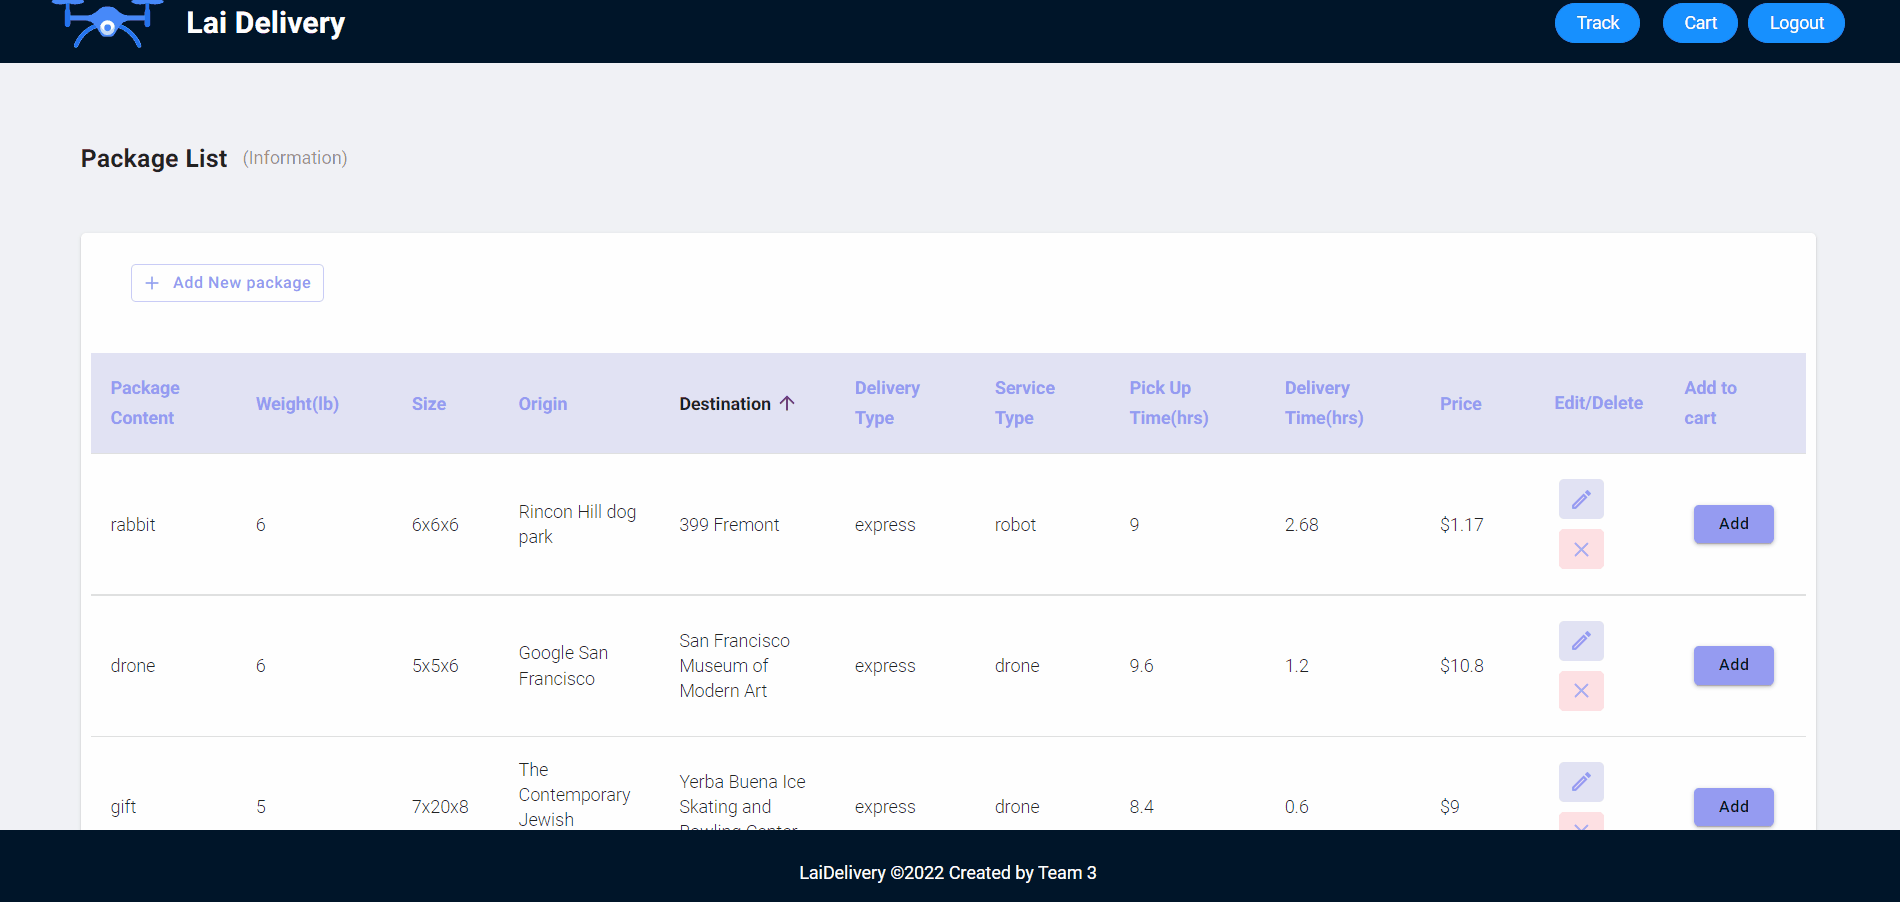 Lai Delivery
Track
Cart
Logout
Package List (Information)
+ Add New package
Package Content
Weight(lb)
Size
Origin
Destination ↑
Delivery Type
Service Type
Pick Up Time(hrs)
Delivery Time(hrs)
Price
Edit/Delete
Add to cart
rabbit
6
6x6x6
Rincon Hill dog
park
399 Fremont
express
robot
9
2.68
$1.17
Add
drone
6
5x5x6
Google San
Francisco
San Francisco
Museum of
Modern Art
express
drone
9.6
1.2
$10.8
Add
gift
5
7x20x8
The
Contemporary
Jewish
Yerba Buena Ice
Skating and
Bowling Center
express
drone
8.4
0.6
$9
Add
LaiDelivery ©2022 Created by Team 3